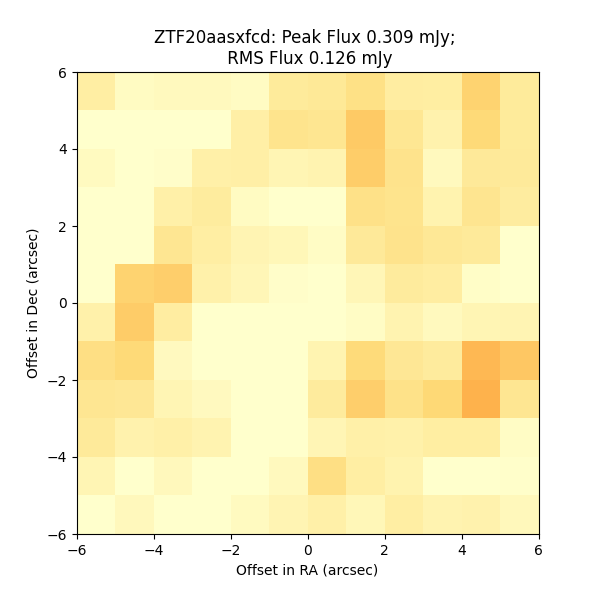 ZTF20aasxfcd: Peak Flux 0.309 mJy;
RMS Flux 0.126 mJy
6
4
2
0
−2
−4
−6
Offset in Dec (arcsec)
−6 −4 −2 0 2 4 6
Offset in RA (arcsec)